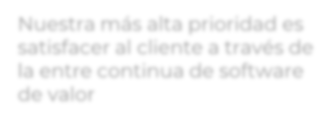 Nuestra más alta prioridad es
satisfacer al cliente a través de
la entre continua de software
de valor